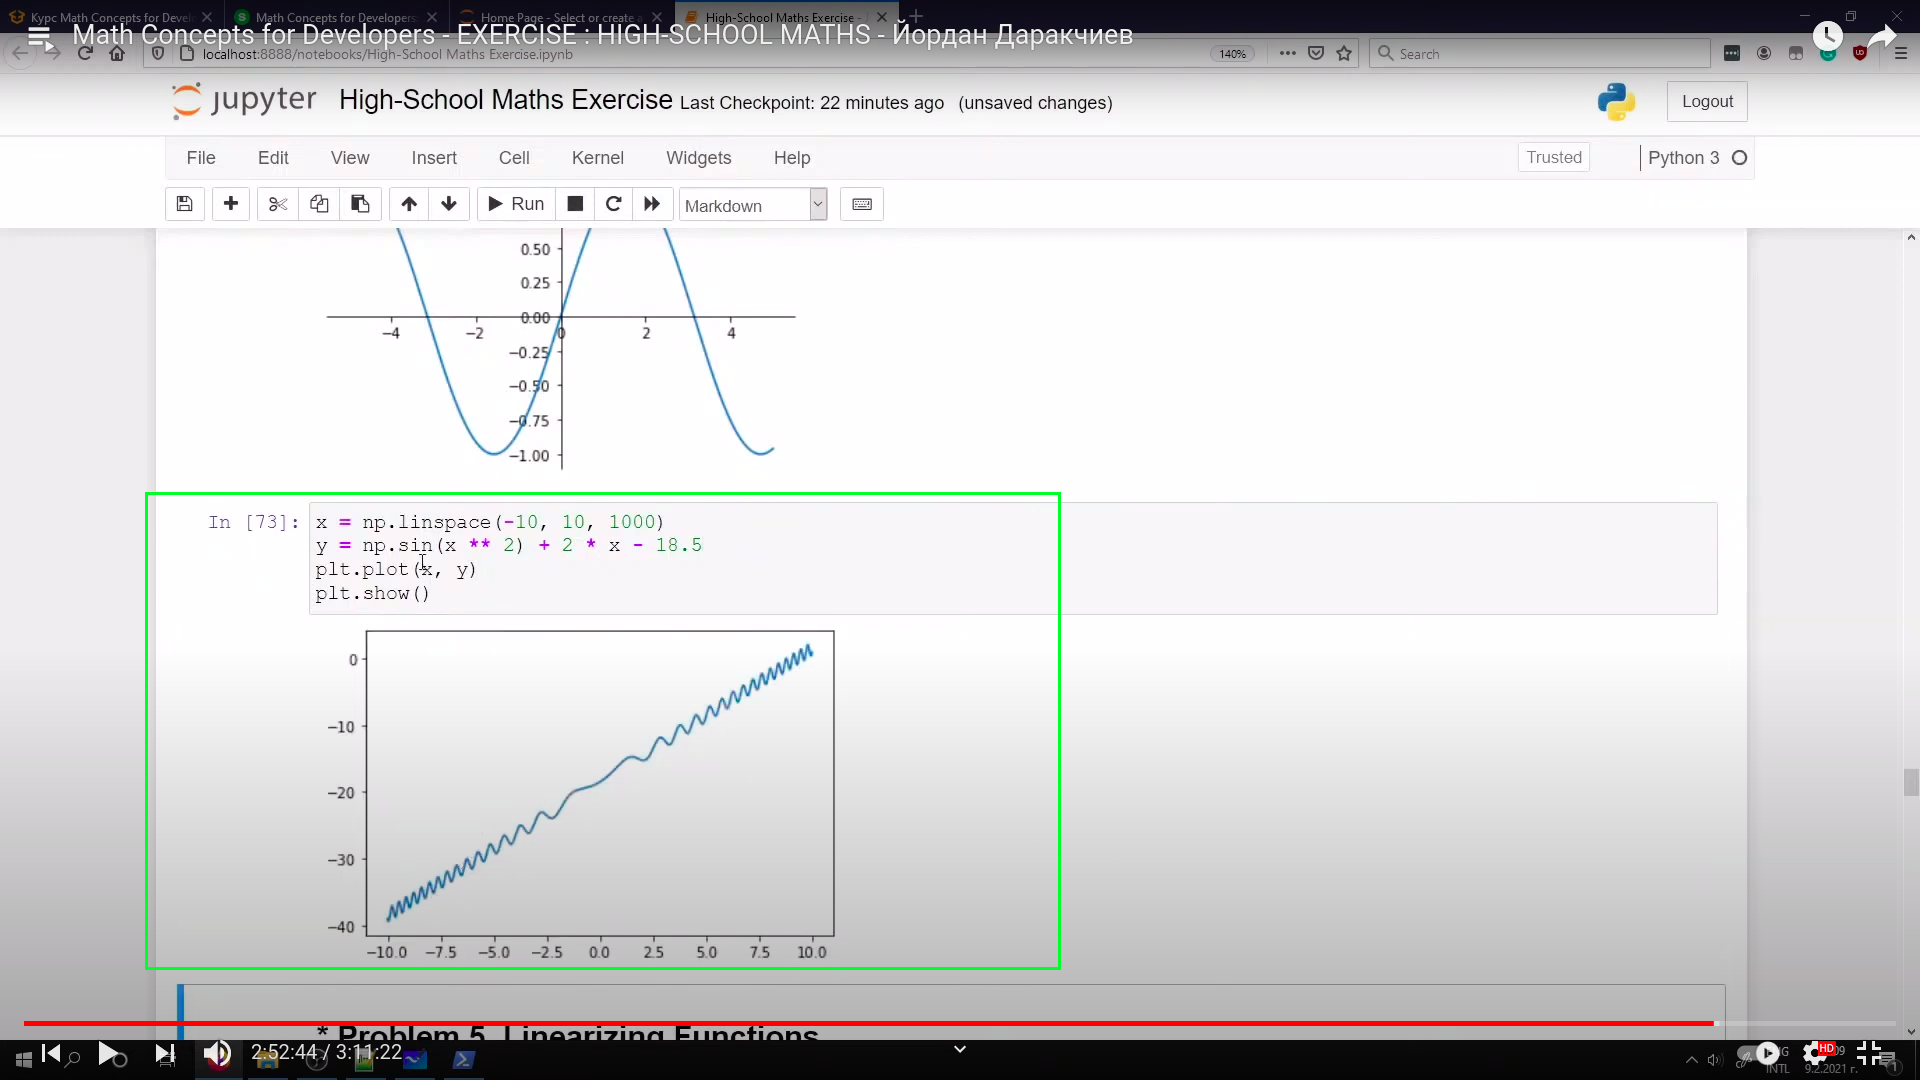 Курс Math Concepts for Devel
Math Concepts for Developers
Home Page - Select or create a
High-School Maths Exercise -
Math Concepts for Developers - EXERCISE : HIGH-SCHOOL MATHS - Йордан Даракчиев
localhost:8888/notebooks/High-School Maths Exercise.ipynb
140%
Search
jupyter
High-School Maths Exercise Last Checkpoint: 22 minutes ago (unsaved changes)
Logout
File Edit View Insert Cell Kernel Widgets Help
Trusted
Python 3
Run
Markdown
0.50
0.25
0.00
−4 −2 0 2 4
−0.25
−0.50
−0.75
−1.00
In [73]:
x = np.linspace(-10, 10, 1000)
y = np.sin(x ** 2) + 2 * x - 18.5
plt.plot(x, y)
plt.show()
0
−10
−20
−30
−40
−10.0 −7.5 −5.0 −2.5 0.0 2.5 5.0 7.5 10.0
* Problem 5. Linearizing Functions
2:52:44 / 3:11:22
HD
INTL
9.2.2021 г.
1